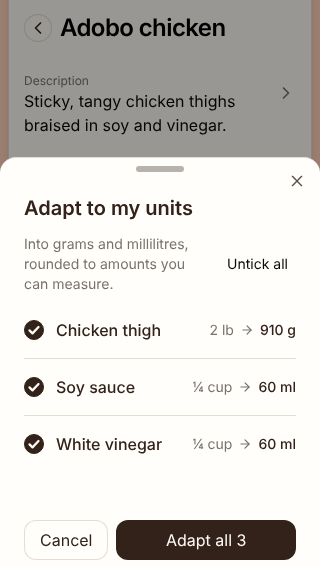 Adobo chicken
Description
Sticky, tangy chicken thighs
braised in soy and vinegar.
Adapt to my units
Into grams and millilitres,
rounded to amounts you
can measure.
Untick all
Chicken thigh 2 lb → 910 g
Soy sauce ¼ cup → 60 ml
White vinegar ¼ cup → 60 ml
Cancel
Adapt all 3